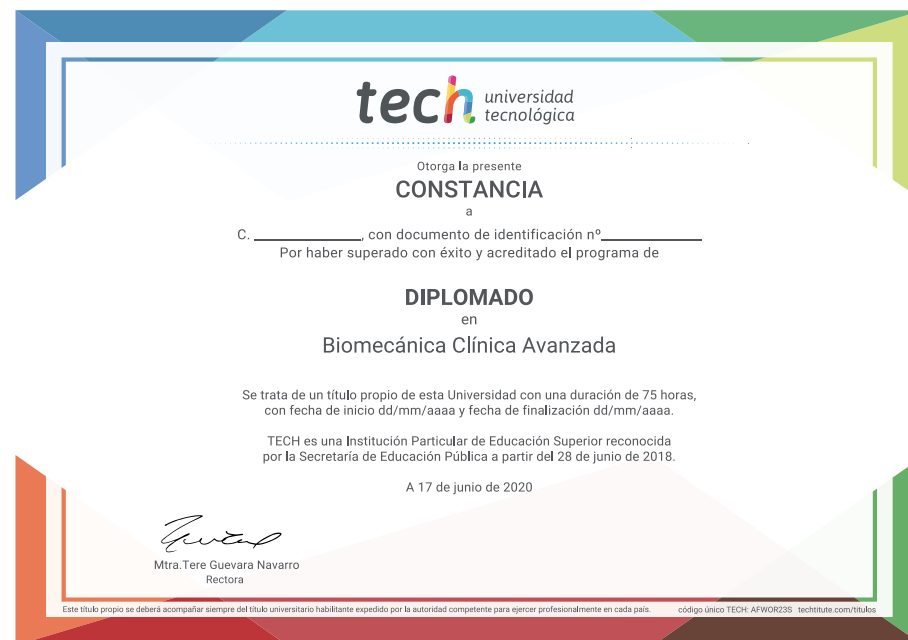 tech universidad
tecnológica
Otorga la presente
CONSTANCIA
a
C. ______________, con documento de identificación nº______________
Por haber superado con éxito y acreditado el programa de
DIPLOMADO
en
Biomecánica Clínica Avanzada
Se trata de un título propio de esta Universidad con una duración de 75 horas,
con fecha de inicio dd/mm/aaaa y fecha de finalización dd/mm/aaaa.
TECH es una Institución Particular de Educación Superior reconocida
por la Secretaría de Educación Pública a partir del 28 de junio de 2018.
A 17 de junio de 2020
Mtra.Tere Guevara Navarro
Rectora
Este título propio se deberá acompañar siempre del título universitario habilitante expedido por la autoridad competente para ejercer profesionalmente en cada país. código único TECH: AFWOR23S techtitute.com/titulos